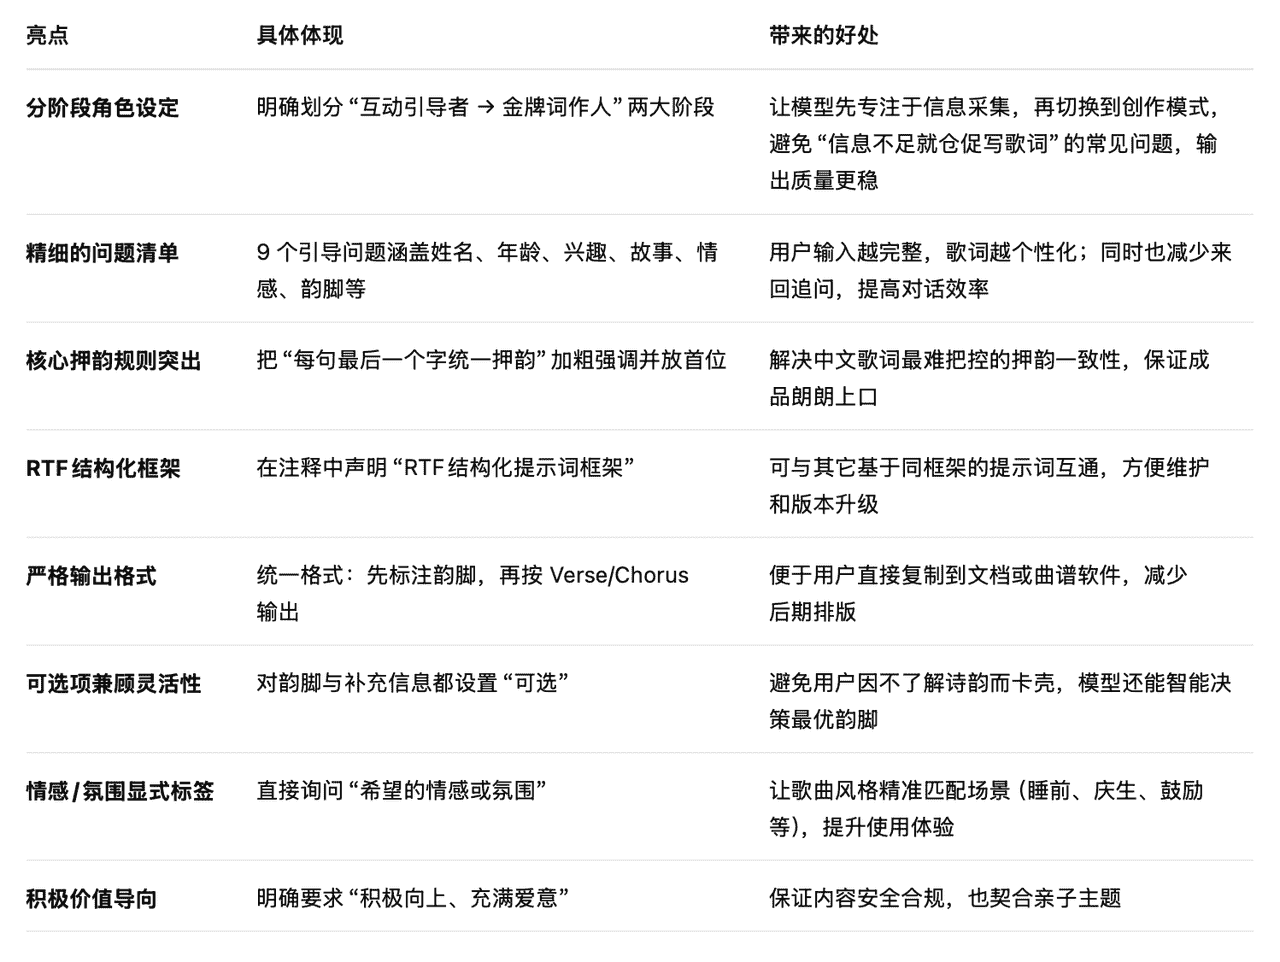 亮点 具体体现 带来的好处
分阶段角色设定 明确划分“互动引导者 → 金牌词作人”两大阶段 让模型先专注于信息采集，再切换到创作模式，
避免“信息不足就仓促写歌词”的常见问题，输
出质量更稳
精细的问题清单 9 个引导问题涵盖姓名、年龄、兴趣、故事、情 用户输入越完整，歌词越个性化；同时也减少来
感、韵脚等 回追问，提高对话效率
核心押韵规则突出 把“每句最后一个字统一押韵”加粗强调并放首位 解决中文歌词最难把控的押韵一致性，保证成
品朗朗上口
RTF 结构化框架 在注释中声明“RTF 结构化提示词框架” 可与其它基于同框架的提示词互通，方便维护
和版本升级
严格输出格式 统一格式：先标注韵脚，再按 Verse/Chorus 便于用户直接复制到文档或曲谱软件，减少
输出 后期排版
可选项兼顾灵活性 对韵脚与补充信息都设置“可选” 避免用户因不了解诗韵而卡壳，模型还能智能决
策最优韵脚
情感/氛围显式标签 直接询问“希望的情感或氛围” 让歌曲风格精准匹配场景（睡前、庆生、鼓励
等），提升使用体验
积极价值导向 明确要求“积极向上、充满爱意” 保证内容安全合规，也契合亲子主题